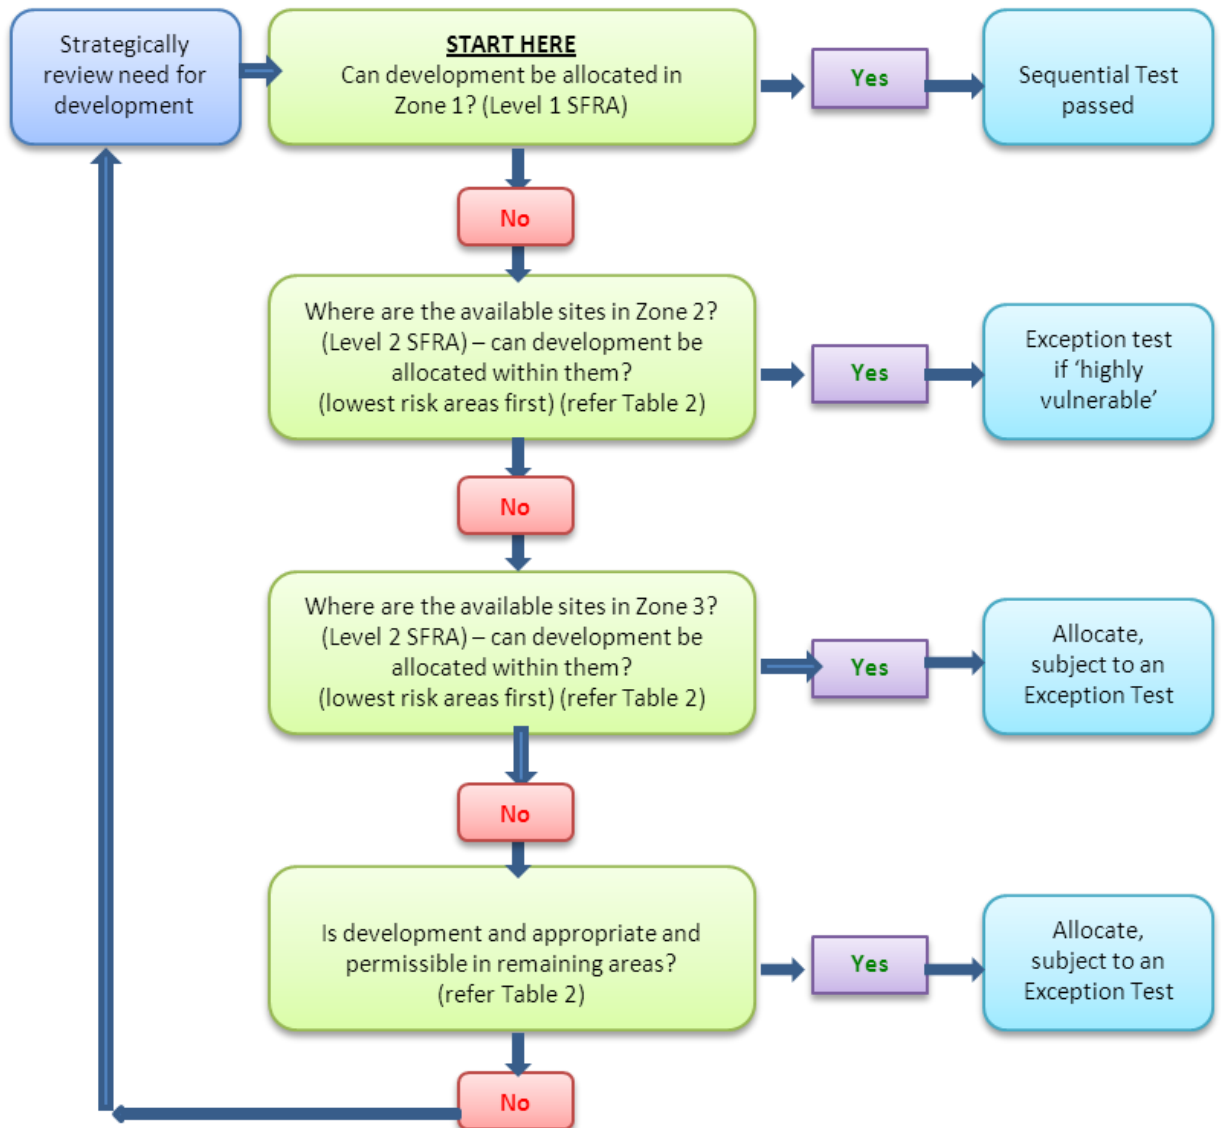 Strategically
review need for
development
START HERE
Can development be allocated in
Zone 1? (Level 1 SFRA)
Yes
Sequential Test
passed
No
Where are the available sites in Zone 2?
(Level 2 SFRA) – can development be
allocated within them?
(lowest risk areas first) (refer Table 2)
Yes
Exception test
if ‘highly
vulnerable’
No
Where are the available sites in Zone 3?
(Level 2 SFRA) – can development be
allocated within them?
(lowest risk areas first) (refer Table 2)
Yes
Allocate,
subject to an
Exception Test
No
Is development and appropriate and
permissible in remaining areas?
(refer Table 2)
Yes
Allocate,
subject to an
Exception Test
No